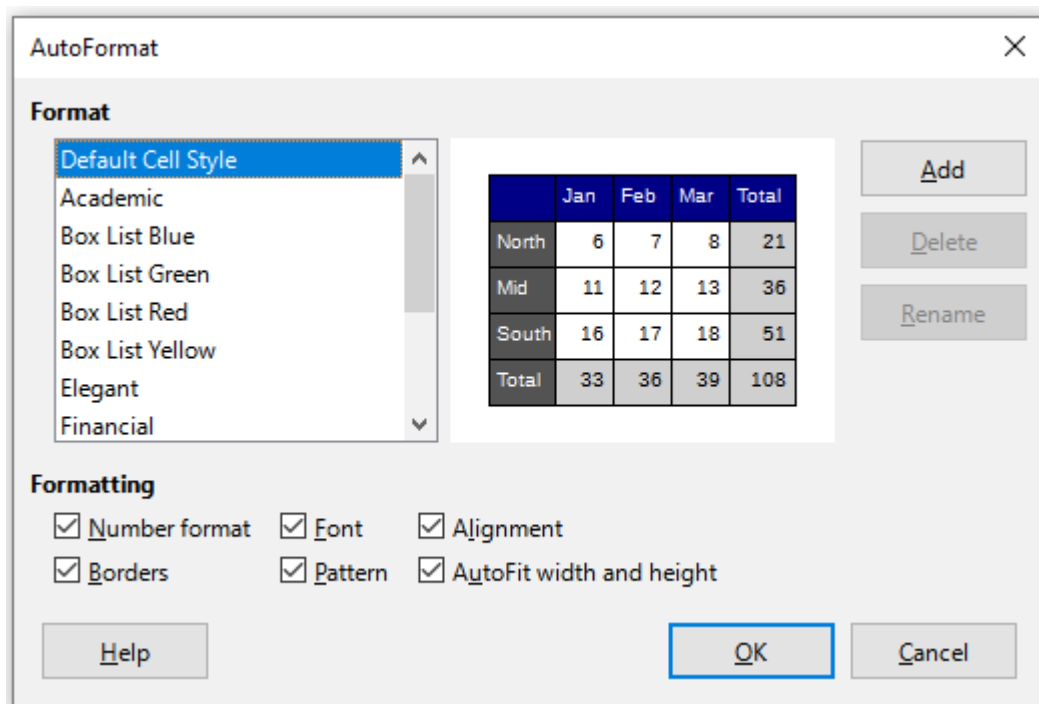 AutoFormat
Format
Default Cell Style
Academic
Box List Blue
Box List Green
Box List Red
Box List Yellow
Elegant
Financial
Jan Feb Mar Total
North 6 7 8 21
Mid 11 12 13 36
South 16 17 18 51
Total 33 36 39 108
Add
Delete
Rename
Formatting
Number format Font Alignment
Borders Pattern AutoFit width and height
Help OK Cancel